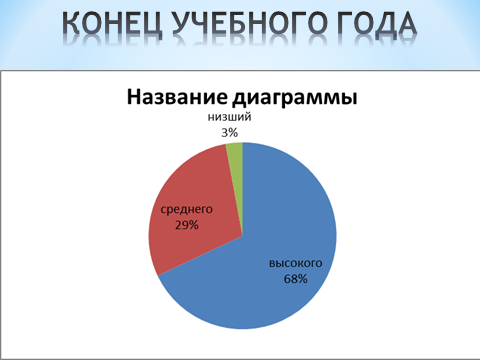 КОНЕЦ УЧЕБНОГО ГОДА
Название диаграммы
низший
3%
среднего
29%
высокого
68%